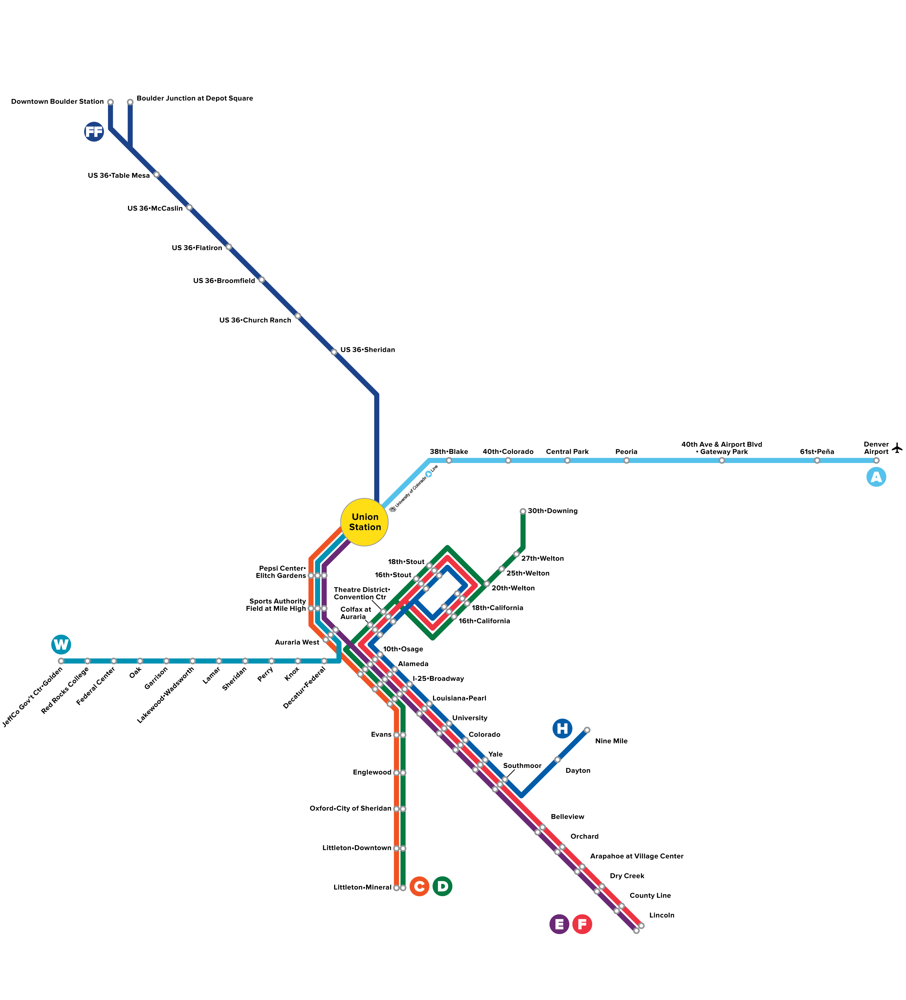 Downtown Boulder Station
Boulder Junction at Depot Square
FF
US 36•Table Mesa
US 36•McCaslin
US 36•Flatiron
US 36•Broomfield
US 36•Church Ranch
US 36•Sheridan
38th•Blake
40th•Colorado
Central Park
Peoria
40th Ave & Airport Blvd
• Gateway Park
61st•Peña
Denver
Airport
A
University of Colorado A Line
Union
Station
30th•Downing
27th•Welton
25th•Welton
20th•Welton
18th•Stout
16th•Stout
Theatre District•
Convention Ctr
Colfax at
Auraria
18th•California
16th•California
Pepsi Center•
Elitch Gardens
Sports Authority
Field at Mile High
Auraria West
W
JeffCo Gov't Ctr•Golden
Red Rocks College
Federal Center
Oak
Garrison
Lakewood•Wadsworth
Lamar
Sheridan
Perry
Knox
Decatur•Federal
10th•Osage
Alameda
I-25•Broadway
Louisiana•Pearl
University
Colorado
Yale
Southmoor
H
Nine Mile
Dayton
Evans
Englewood
Oxford•City of Sheridan
Littleton•Downtown
Littleton•Mineral
C D
Belleview
Orchard
Arapahoe at Village Center
Dry Creek
County Line
Lincoln
E F